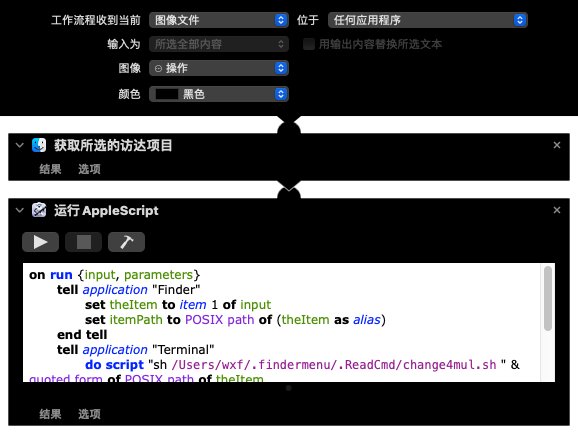 工作流程收到当前 图像文件 位于 任何应用程序
输入为 所选全部内容 用输出内容替换所选文本
图像 操作
颜色 黑色
获取所选的访达项目
结果 选项
运行 AppleScript
on run {input, parameters}
tell application "Finder"
set theItem to item 1 of input
set itemPath to POSIX path of (theItem as alias)
end tell
tell application "Terminal"
do script "sh /Users/wxf/.findermenu/.ReadCmd/change4mul.sh " &
quoted form of POSIX path of theItem
结果 选项